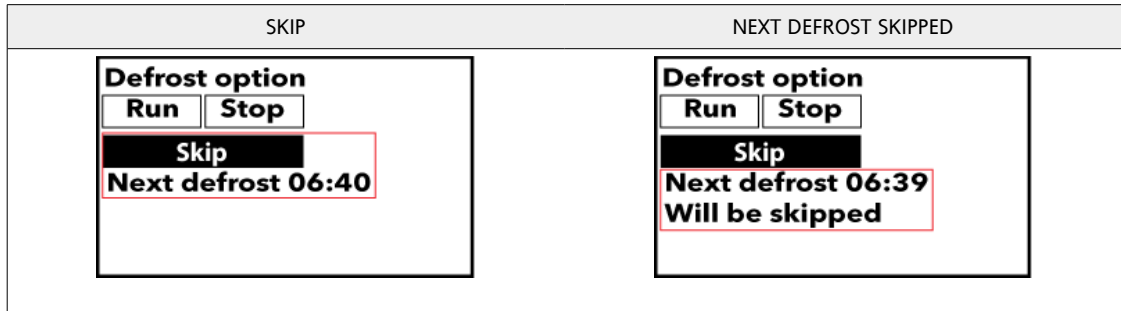 SKIP
NEXT DEFROST SKIPPED
Defrost option
Run Stop
Skip
Next defrost 06:40
Defrost option
Run Stop
Skip
Next defrost 06:39
Will be skipped